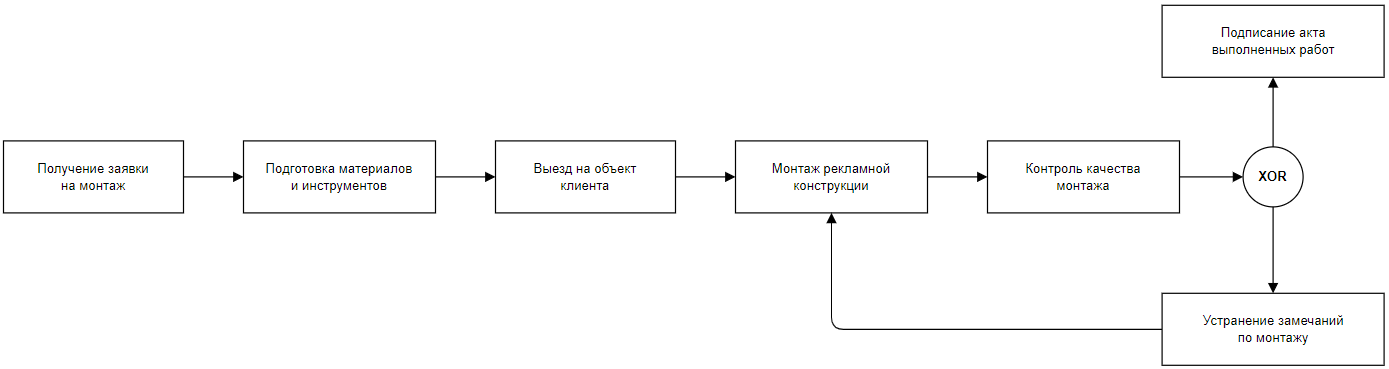 Получение заявки
на монтаж
Подготовка материалов
и инструментов
Выезд на объект
клиента
Монтаж рекламной
конструкции
Контроль качества
монтажа
XOR
Подписание акта
выполненных работ
Устранение замечаний
по монтажу